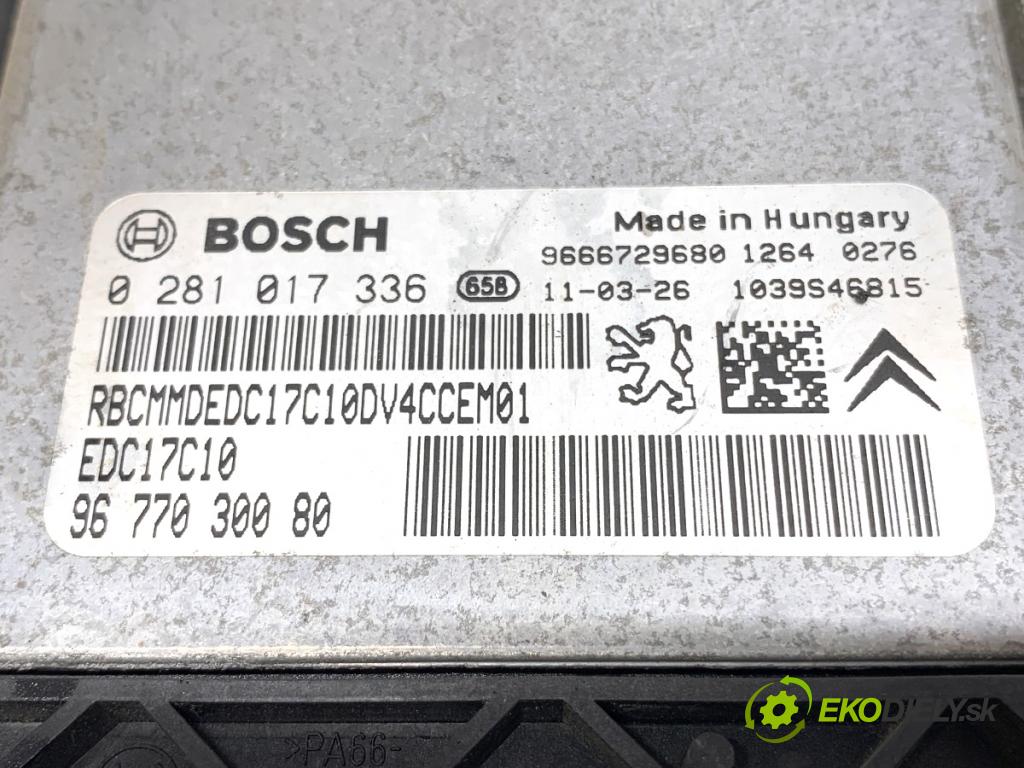 BOSCH
Made in Hungary
9666729680 1264 0276
0 281 017 336 658
11-03-26 1039S46815
RBCMMDEDC17C10DV4CCEM01
EDC17C10
96 770 300 80
>PA66-
EKODIELY.sk